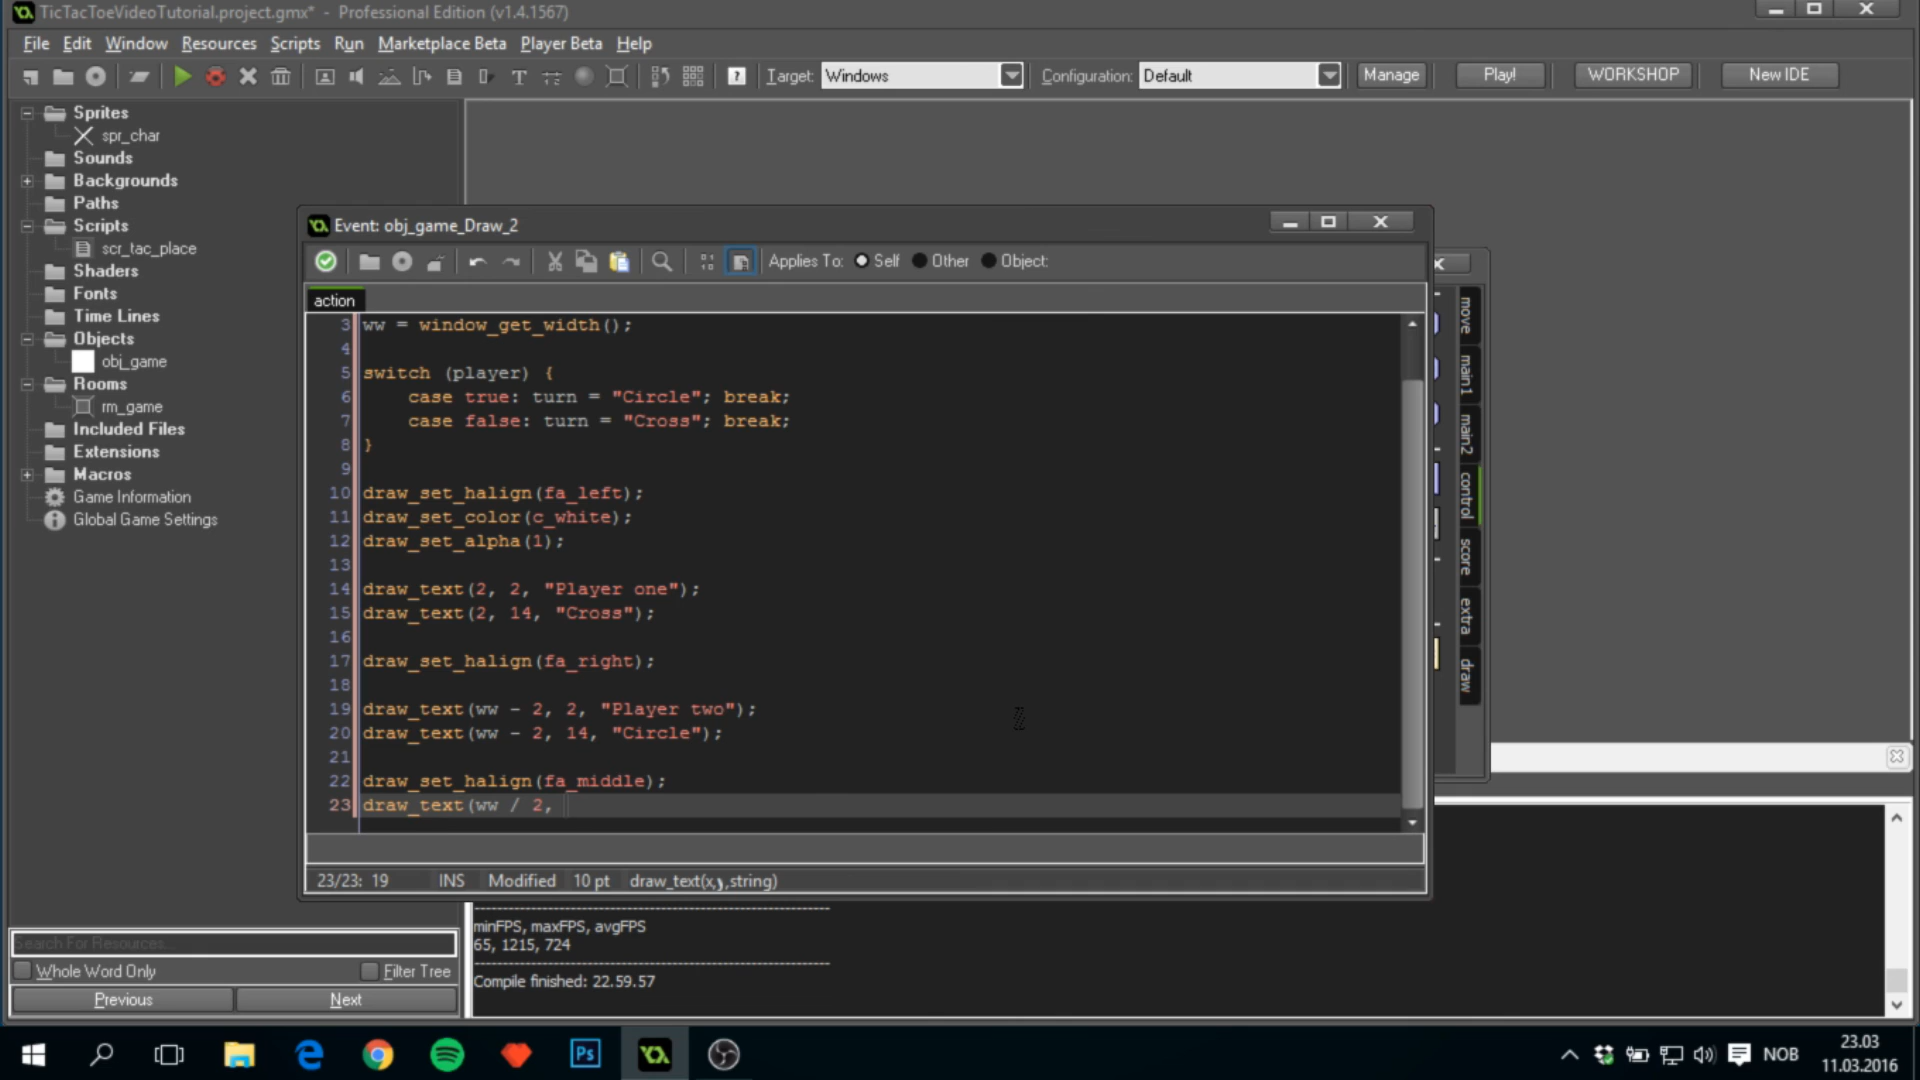 TicTacToeVideoTutorial.project.gmx* - Professional Edition (v1.4.1567)
File Edit Window Resources Scripts Run Marketplace Beta Player Beta Help
Target: Windows Configuration: Default Manage Play! WORKSHOP New IDE
Sprites
spr_char
Sounds
Backgrounds
Paths
Scripts
scr_tac_place
Shaders
Fonts
Time Lines
Objects
obj_game
Rooms
rm_game
Included Files
Extensions
Macros
Game Information
Global Game Settings
Event: obj_game_Draw_2
Applies To: Self Other Object:
action
3 ww = window_get_width();
4
5 switch (player) {
6 case true: turn = "Circle"; break;
7 case false: turn = "Cross"; break;
8 }
9
10 draw_set_halign(fa_left);
11 draw_set_color(c_white);
12 draw_set_alpha(1);
13
14 draw_text(2, 2, "Player one");
15 draw_text(2, 14, "Cross");
16
17 draw_set_halign(fa_right);
18
19 draw_text(ww - 2, 2, "Player two");
20 draw_text(ww - 2, 14, "Circle");
21
22 draw_set_halign(fa_middle);
23 draw_text(ww / 2,
23/23: 19 INS Modified 10 pt draw_text(x,y,string)
move
main1
main2
control
score
extra
draw
minFPS, maxFPS, avgFPS
65, 1215, 724
Compile finished: 22.59.57
Search For Resources...
Whole Word Only Filter Tree
Previous Next
Ps
NOB
23.03
11.03.2016